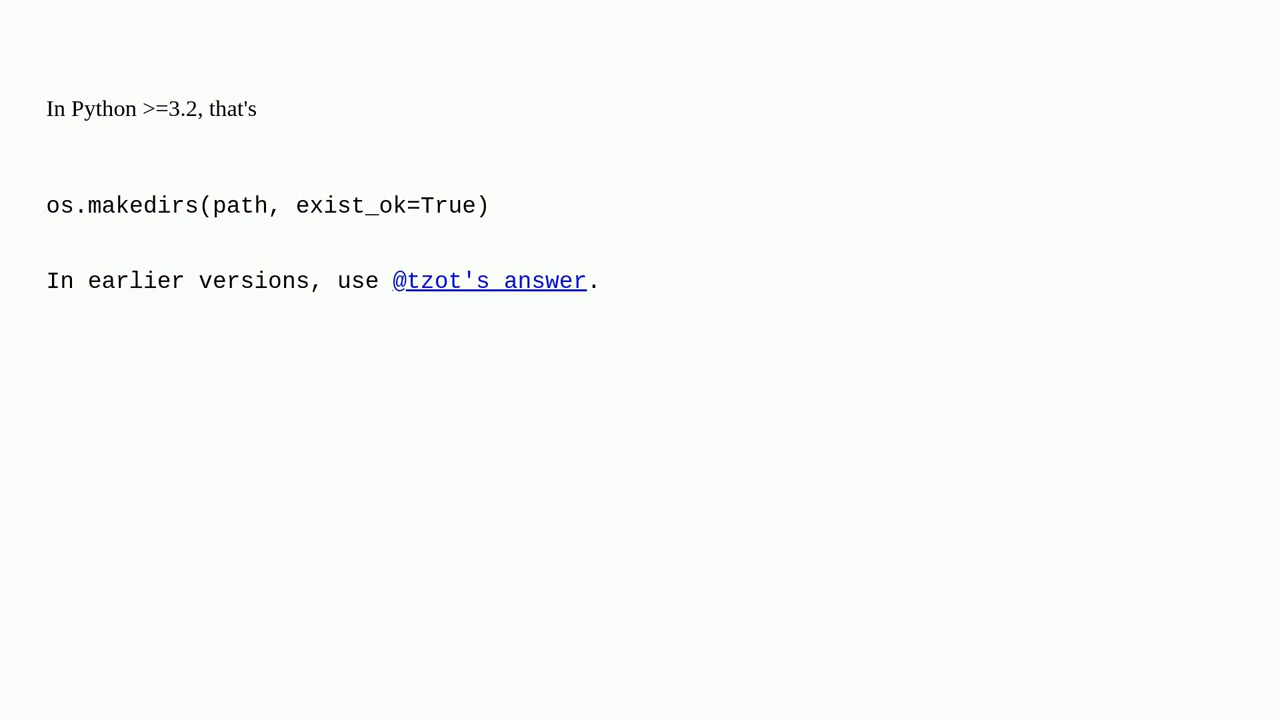 In Python >=3.2, that's
os.makedirs(path, exist_ok=True)
In earlier versions, use @tzot's answer.